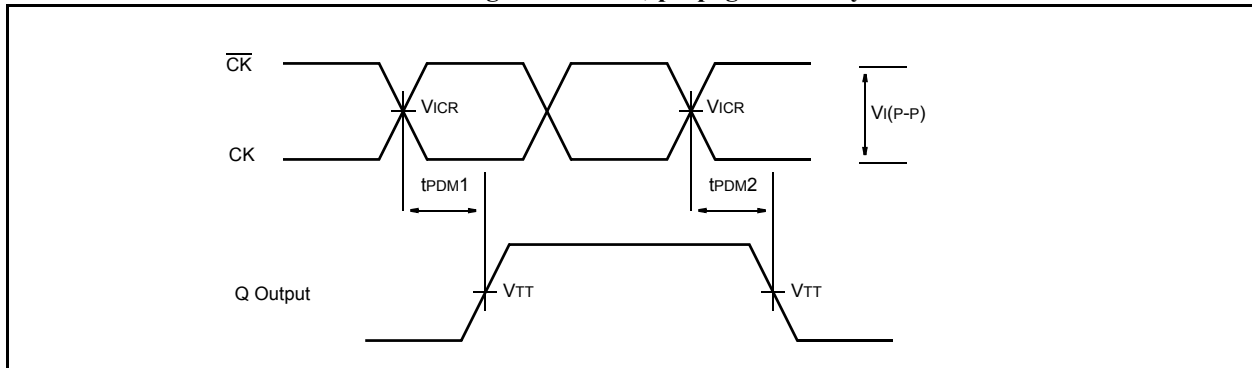 CK
VICR VICR
VI(P-P)
CK
tPDM1 tPDM2
Q Output
VTT VTT